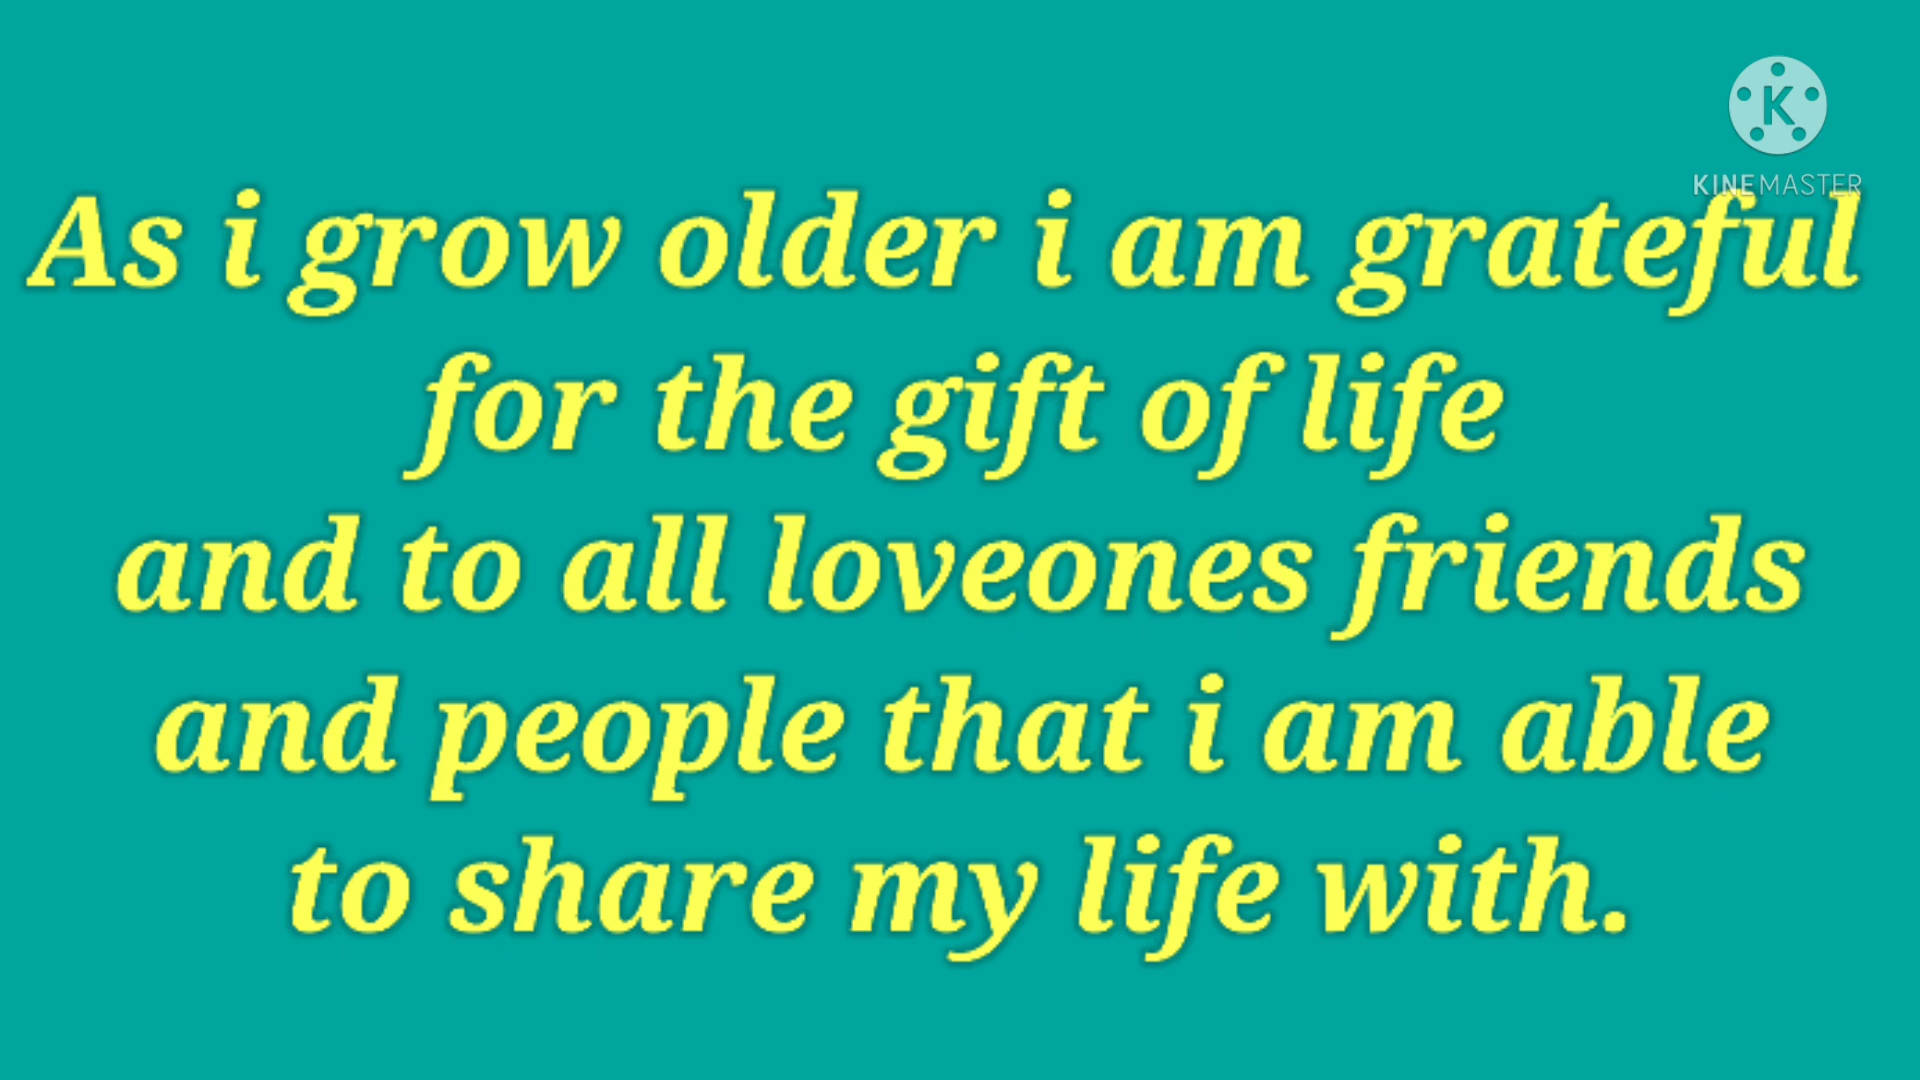 K
KINEMASTER
As i grow older i am grateful
for the gift of life
and to all loveones friends
and people that i am able
to share my life with.